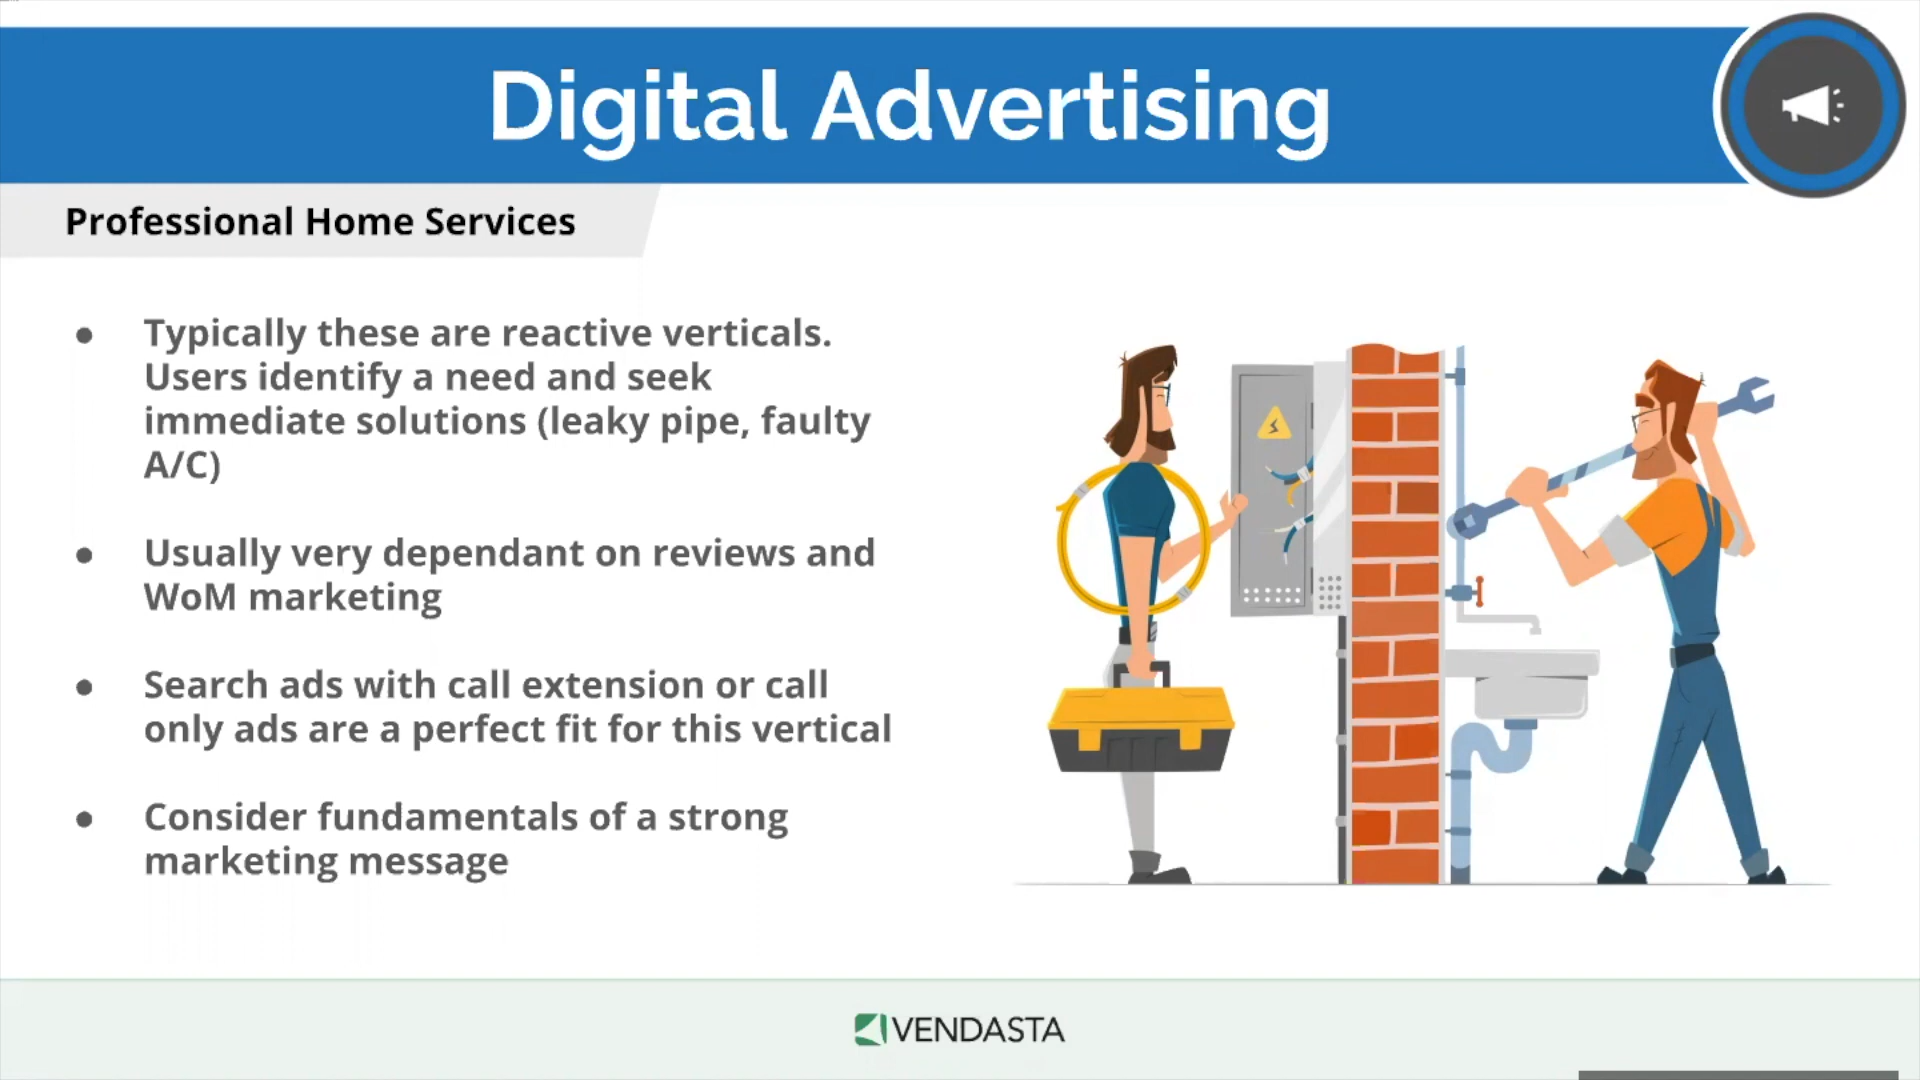 Digital Advertising
Professional Home Services
● Typically these are reactive verticals.
Users identify a need and seek
immediate solutions (leaky pipe, faulty
A/C)
● Usually very dependant on reviews and
WoM marketing
● Search ads with call extension or call
only ads are a perfect fit for this vertical
● Consider fundamentals of a strong
marketing message
VENDASTA